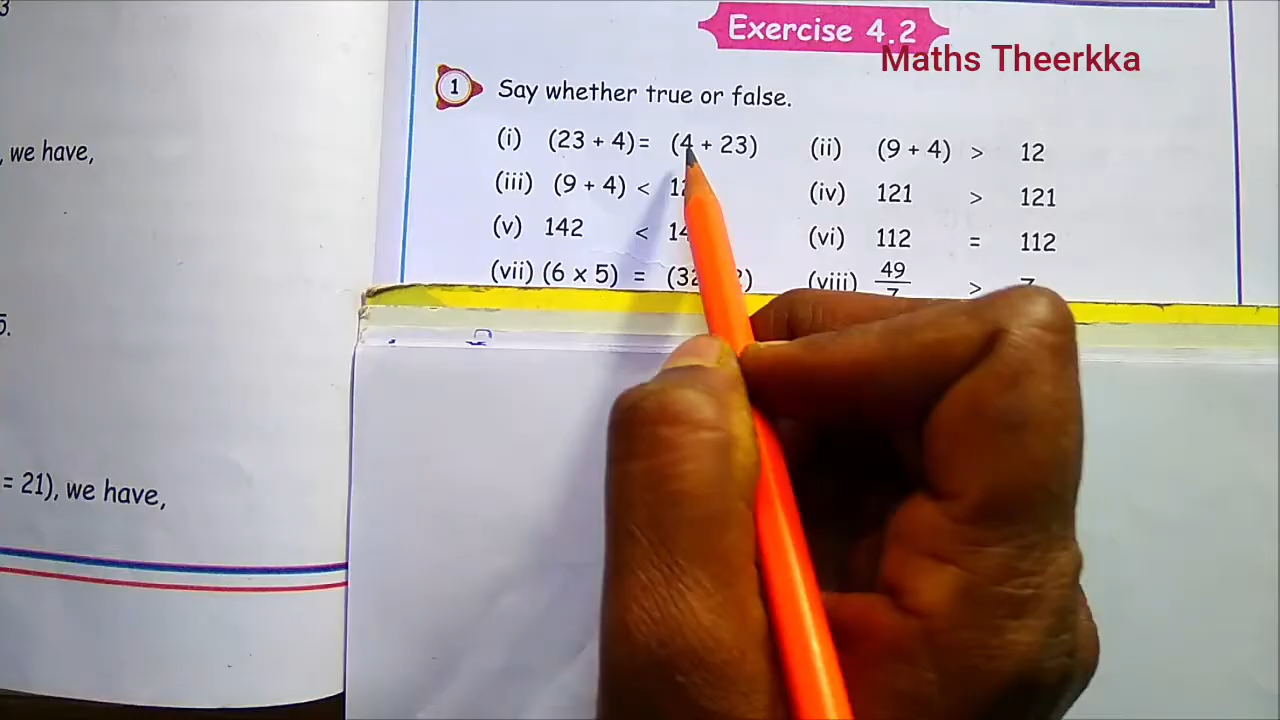 3
, we have,
5.
= 21), we have,
Exercise 4.2
Maths Theerkka
1 Say whether true or false.
(i) (23 + 4)= (4 + 23) (ii) (9 + 4) > 12
(iii) (9 + 4) < (iv) 121 > 121
(v) 142 < (vi) 112 = 112
(vii) (6 x 5) = (viii) 49 >